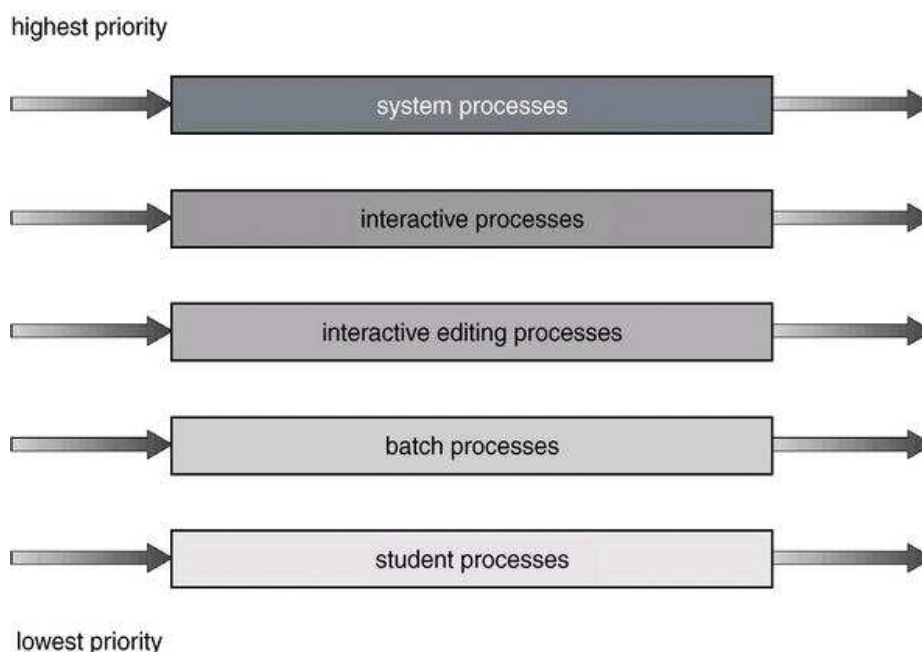 highest priority
system processes
interactive processes
interactive editing processes
batch processes
student processes
lowest priority